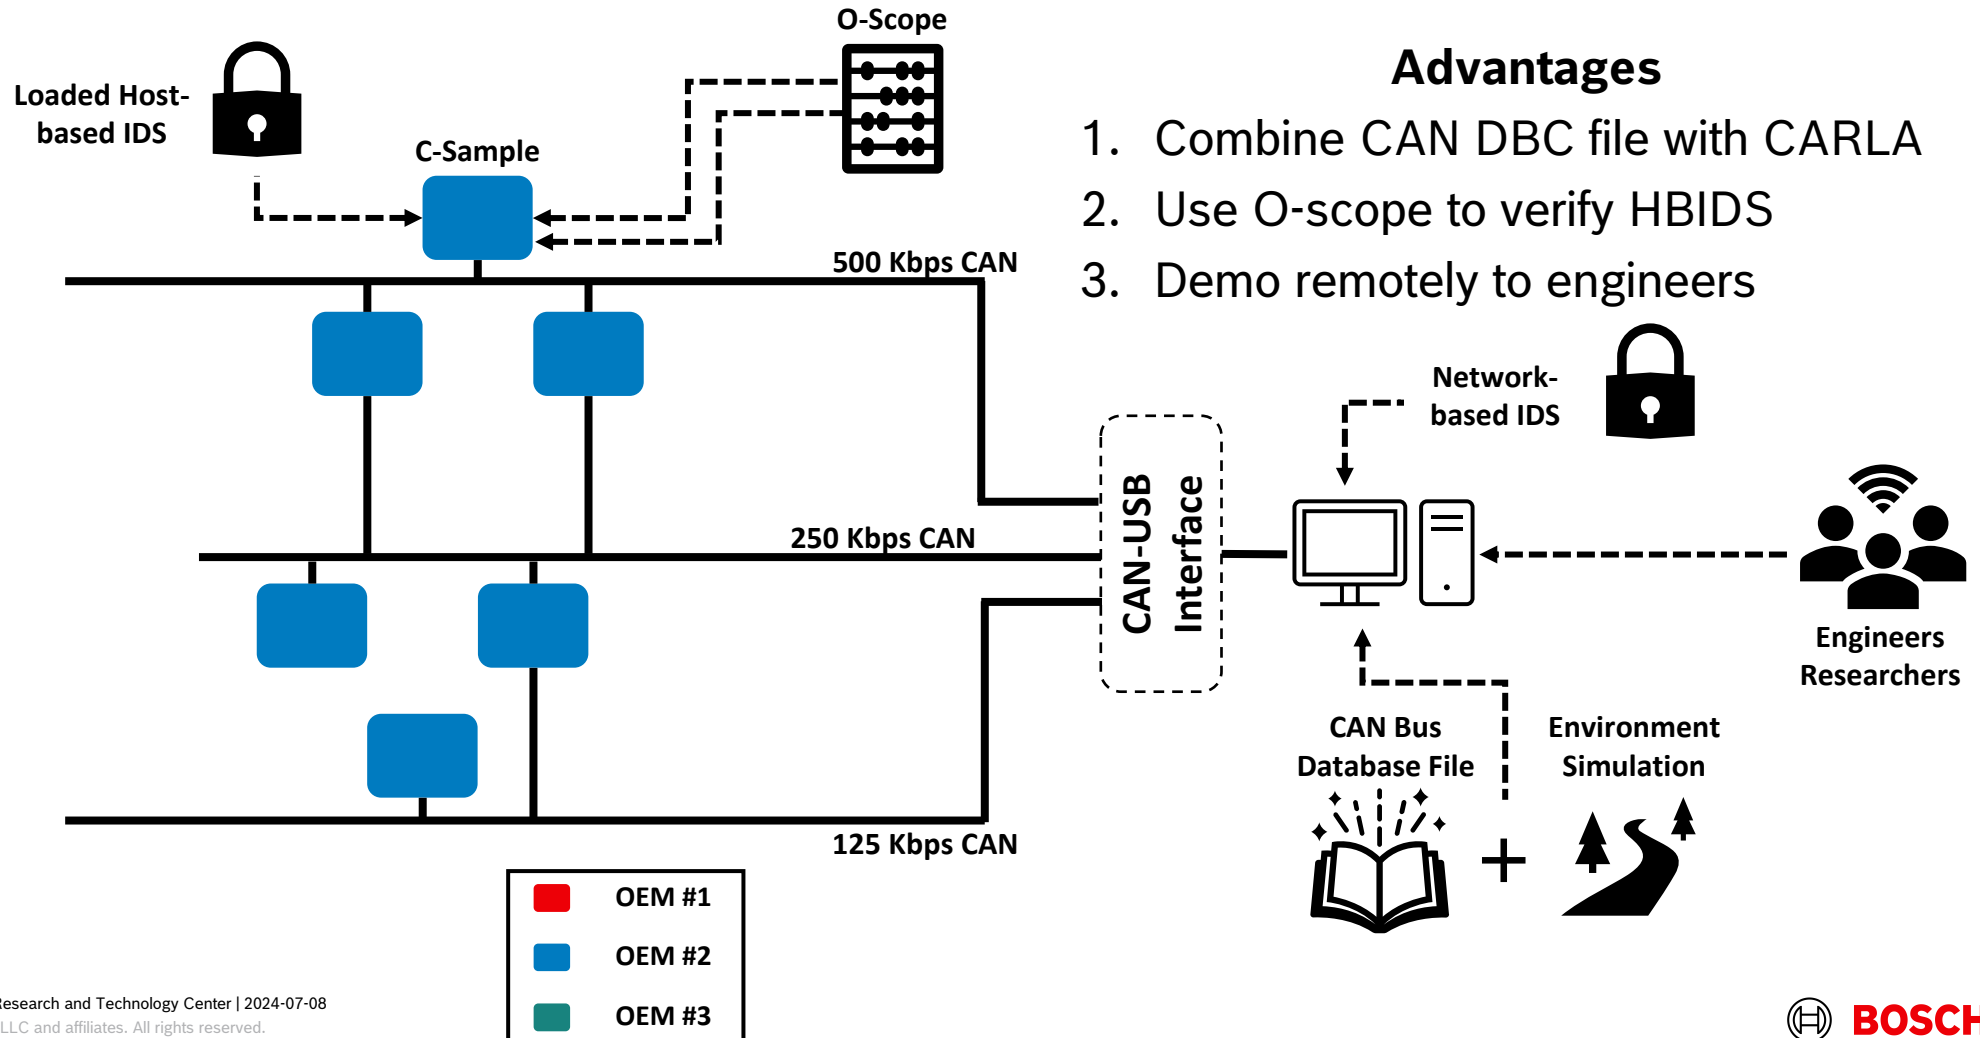 O-Scope
Loaded Host-
based IDS
C-Sample
500 Kbps CAN
Advantages
1. Combine CAN DBC file with CARLA
2. Use O-scope to verify HBIDS
3. Demo remotely to engineers
Network-
based IDS
250 Kbps CAN
CAN-USB
Interface
Engineers
Researchers
CAN Bus
Database File
Environment
Simulation
125 Kbps CAN
OEM #1
OEM #2
OEM #3
Research and Technology Center | 2024-07-08
LLC and affiliates. All rights reserved.
BOSCH